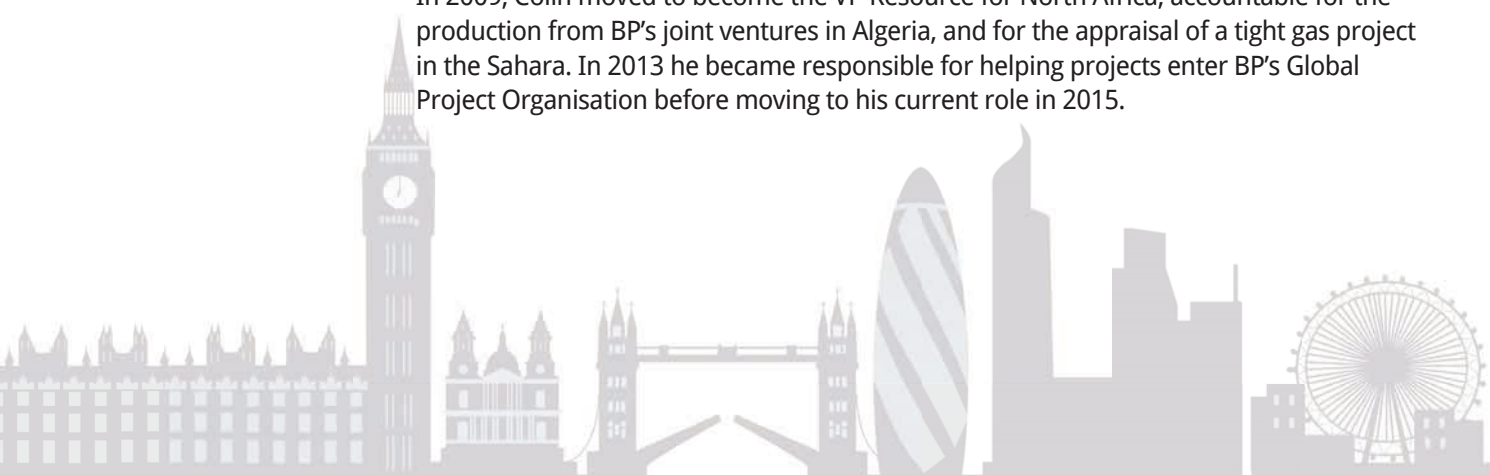 In 2009, Colin moved to become the VP Resource for North Africa, accountable for the
production from BP’s joint ventures in Algeria, and for the appraisal of a tight gas project
in the Sahara. In 2013 he became responsible for helping projects enter BP’s Global
Project Organisation before moving to his current role in 2015.